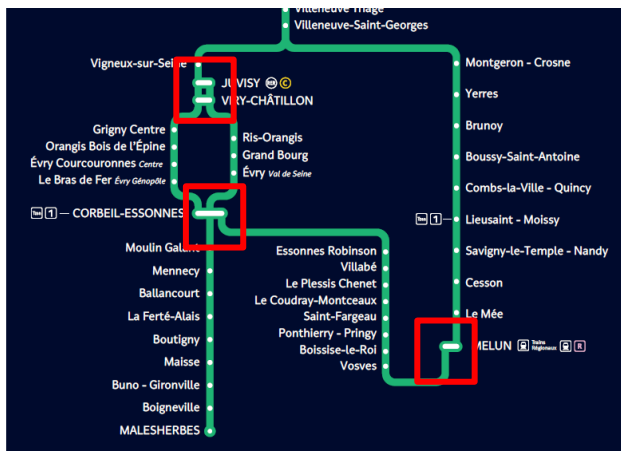 Villeneuve Triage
Villeneuve-Saint-Georges
Vigneux-sur-Seine
JUVISY RER C
VIRY-CHÂTILLON
Montgeron - Crosne
Yerres
Brunoy
Boussy-Saint-Antoine
Combs-la-Ville - Quincy
Lieusaint - Moissy
Tzen 1
Savigny-le-Temple - Nandy
Cesson
Le Mée
MELUN Trains Régionaux R
Grigny Centre
Orangis Bois de l'Épine
Évry Courcouronnes Centre
Le Bras de Fer Évry Génopôle
Ris-Orangis
Grand Bourg
Évry Val de Seine
Tzen 1 — CORBEIL-ESSONNES
Moulin Galant
Mennecy
Ballancourt
La Ferté-Alais
Boutigny
Maisse
Buno - Gironville
Boigneville
MALESHERBES
Essonnes Robinson
Villabé
Le Plessis Chenet
Le Coudray-Montceaux
Saint-Fargeau
Ponthierry - Pringy
Boissise-le-Roi
Vosves